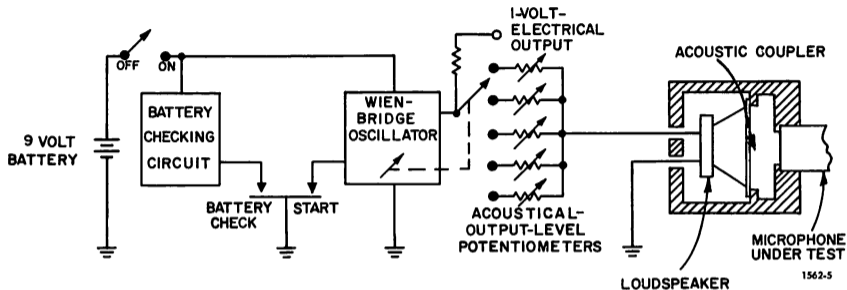 1-VOLT-
ELECTRICAL
OUTPUT
OFF
ON
9 VOLT
BATTERY
BATTERY
CHECKING
CIRCUIT
WIEN-
BRIDGE
OSCILLATOR
BATTERY
CHECK
START
ACOUSTICAL-
OUTPUT-LEVEL
POTENTIOMETERS
ACOUSTIC COUPLER
LOUDSPEAKER
MICROPHONE
UNDER TEST
1562-5